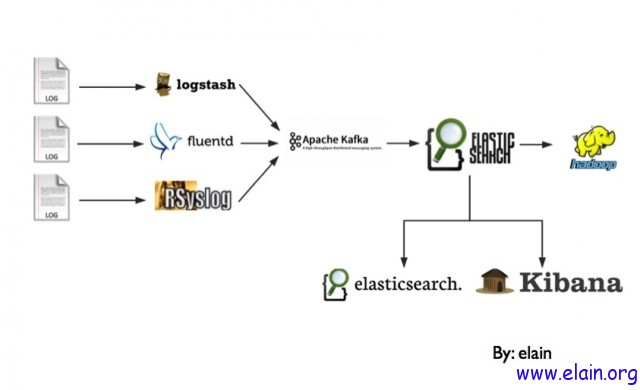 LOG
logstash
LOG
fluentd
Apache Kafka
A high-throughput distributed messaging system
ELASTIC
SEARCH
hadoop
LOG
RSyslog
elasticsearch.
Kibana
By: elain
www.elain.org